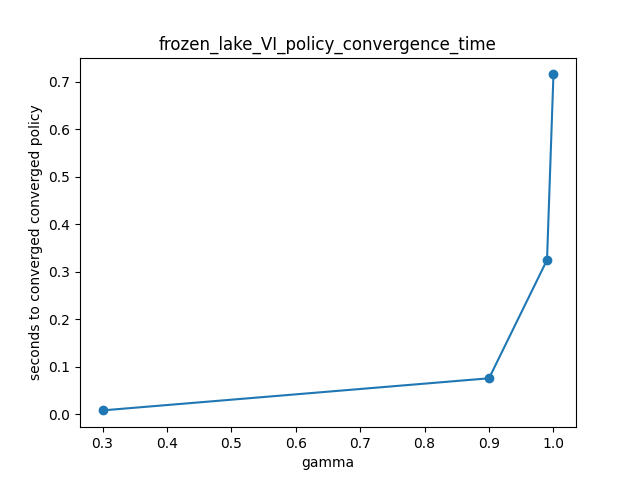 frozen_lake_VI_policy_convergence_time
seconds to converged converged policy
0.7
0.6
0.5
0.4
0.3
0.2
0.1
0.0
0.3 0.4 0.5 0.6 0.7 0.8 0.9 1.0
gamma